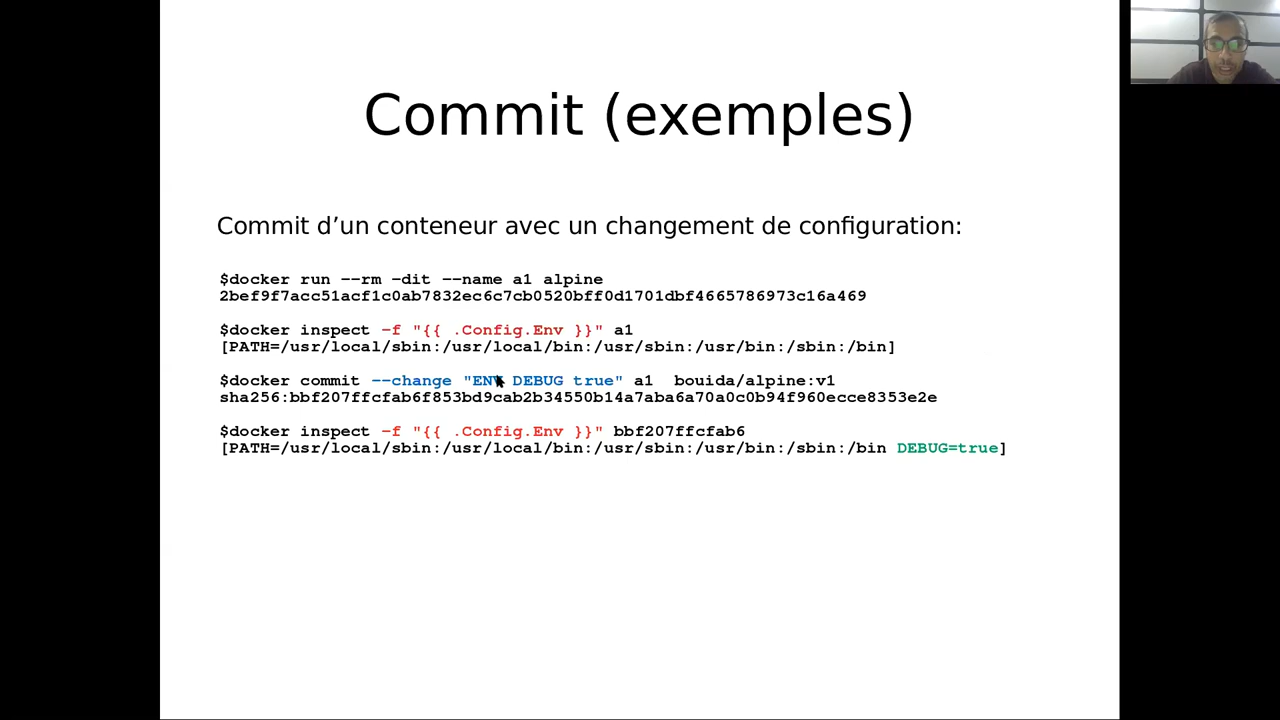 Commit (exemples)
Commit d’un conteneur avec un changement de configuration:
$docker run --rm -dit --name a1 alpine
2bef9f7acc51acf1c0ab7832ec6c7cb0520bff0d1701dbf4665786973c16a469
$docker inspect -f "{{ .Config.Env }}" a1
[PATH=/usr/local/sbin:/usr/local/bin:/usr/sbin:/usr/bin:/sbin:/bin]
$docker commit --change "ENV DEBUG true" a1 bouida/alpine:v1
sha256:bbf207ffcfab6f853bd9cab2b34550b14a7aba6a70a0c0b94f960ecce8353e2e
$docker inspect -f "{{ .Config.Env }}" bbf207ffcfab6
[PATH=/usr/local/sbin:/usr/local/bin:/usr/sbin:/usr/bin:/sbin:/bin DEBUG=true]